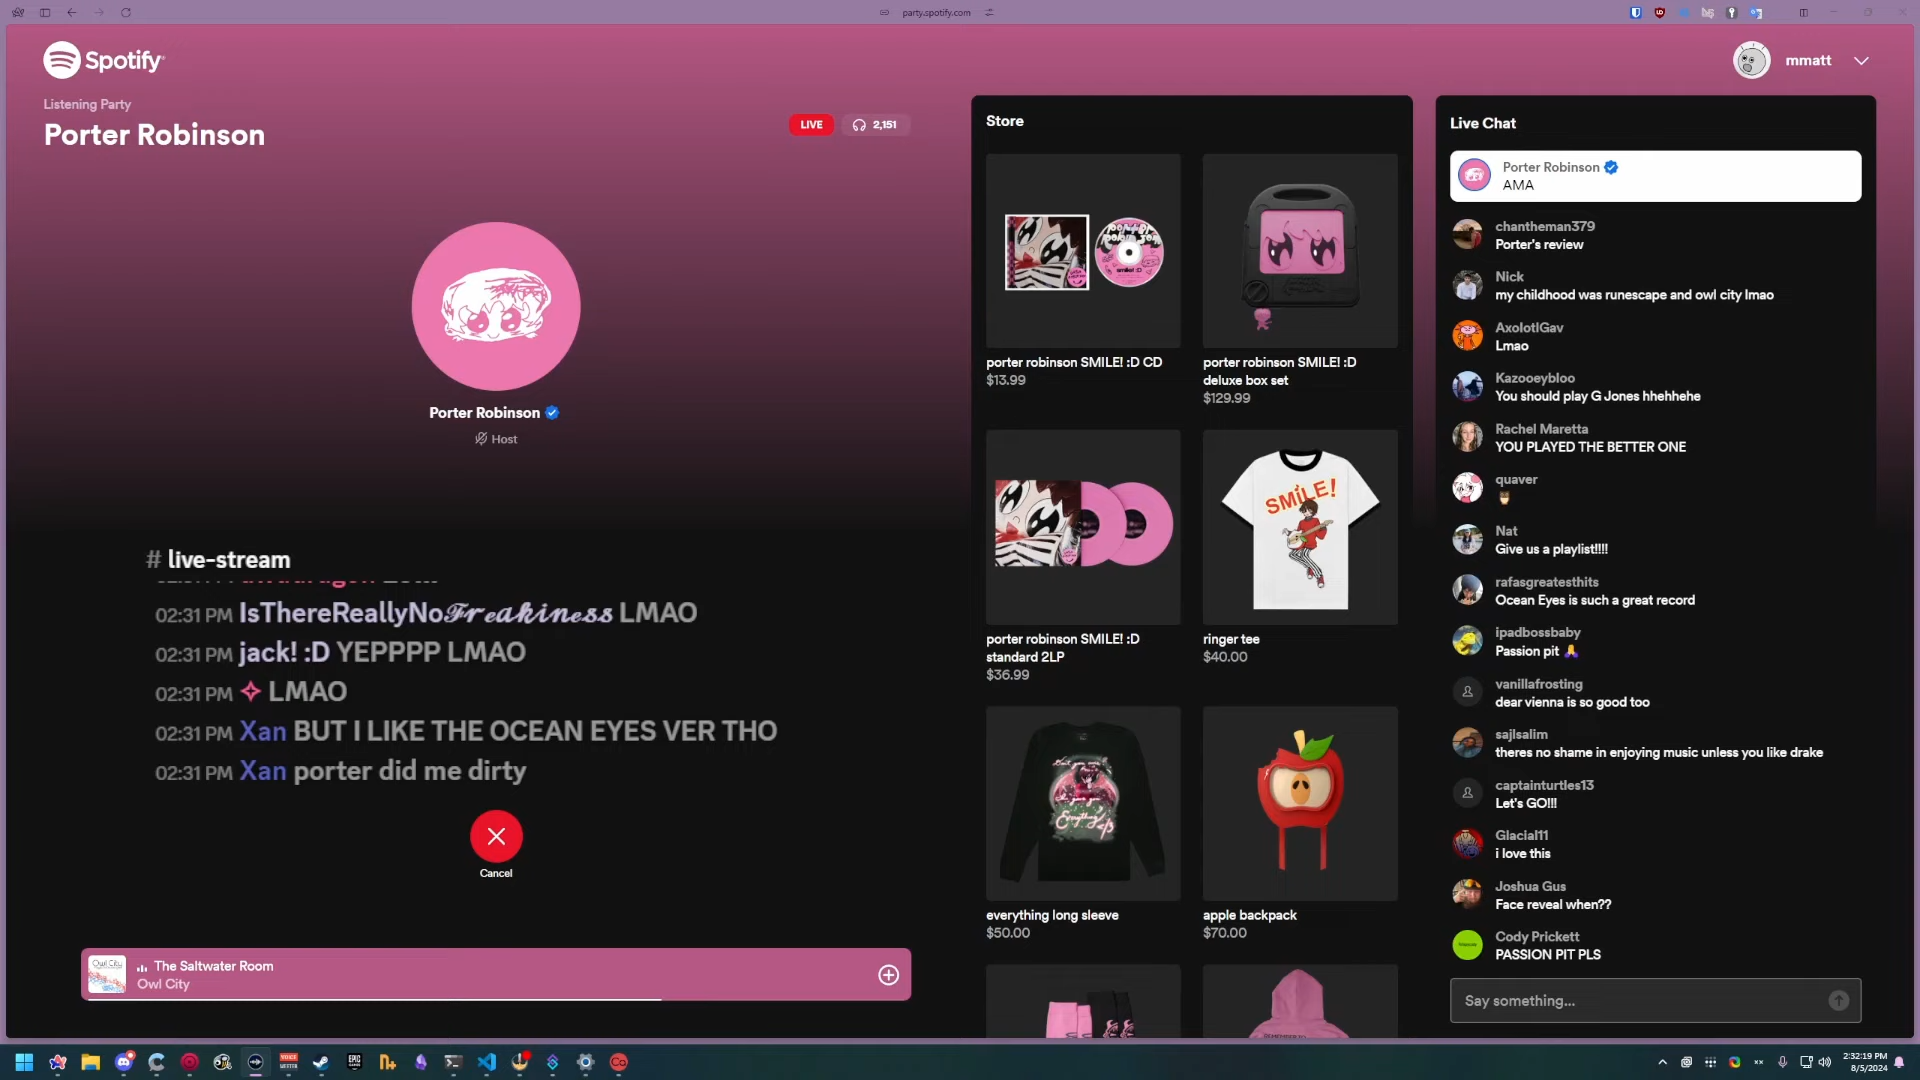 party.spotify.com
Spotify
mmatt
Listening Party
Porter Robinson
LIVE
2,151
Porter Robinson
Host
# live-stream
02:31 PM IsThereReallyNo𝓕𝓻𝓮𝓪𝓴𝓲𝓷𝓮𝓼𝓼 LMAO
02:31 PM jack! :D YEPPPP LMAO
02:31 PM ✧ LMAO
02:31 PM Xan BUT I LIKE THE OCEAN EYES VER THO
02:31 PM Xan porter did me dirty
Cancel
Owl City
The Saltwater Room
Owl City
Store
porter robinson SMILE! :D CD
$13.99
porter robinson SMILE! :D
deluxe box set
$129.99
porter robinson SMILE! :D
standard 2LP
$36.99
SMiLE!
ringer tee
$40.00
everything long sleeve
$50.00
apple backpack
$70.00
Live Chat
Porter Robinson
AMA
chantheman379
Porter's review
Nick
my childhood was runescape and owl city lmao
AxolotlGav
Lmao
Kazooeybloo
You should play G Jones hhehhehe
Rachel Maretta
YOU PLAYED THE BETTER ONE
quaver
🦉
Nat
Give us a playlist!!!!
rafasgreatesthits
Ocean Eyes is such a great record
ipadbossbaby
Passion pit 🙏
vanillafrosting
dear vienna is so good too
sajlsalim
theres no shame in enjoying music unless you like drake
captainturtles13
Let's GO!!!
Glacial11
i love this
Joshua Gus
Face reveal when??
Cody Prickett
PASSION PIT PLS
Say something...
2:32:19 PM
8/5/2024